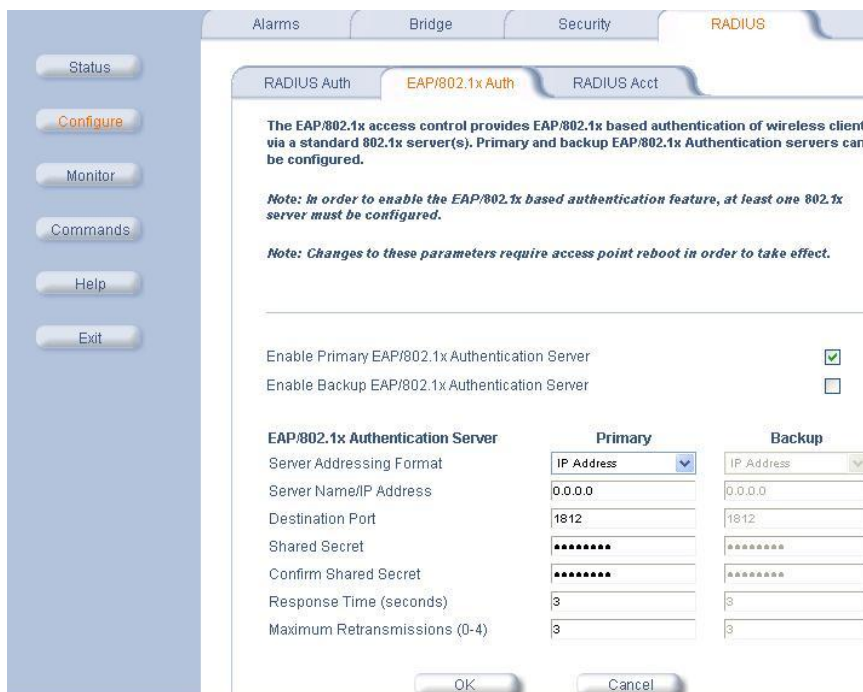 Alarms Bridge Security RADIUS
Status
Configure
Monitor
Commands
Help
Exit
RADIUS Auth EAP/802.1x Auth RADIUS Acct
The EAP/802.1x access control provides EAP/802.1x based authentication of wireless client
via a standard 802.1x server(s). Primary and backup EAP/802.1x Authentication servers can
be configured.
Note: In order to enable the EAP/802.1x based authentication feature, at least one 802.1x
server must be configured.
Note: Changes to these parameters require access point reboot in order to take effect.
Enable Primary EAP/802.1x Authentication Server
Enable Backup EAP/802.1x Authentication Server
EAP/802.1x Authentication Server Primary Backup
Server Addressing Format IP Address IP Address
Server Name/IP Address 0.0.0.0 0.0.0.0
Destination Port 1812 1812
Shared Secret ●●●●●●●● ●●●●●●●●
Confirm Shared Secret ●●●●●●●● ●●●●●●●●
Response Time (seconds) 3 3
Maximum Retransmissions (0-4) 3 3
OK Cancel